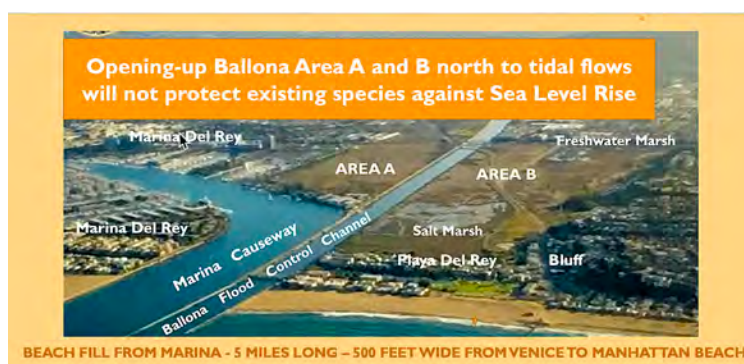 Opening-up Ballona Area A and B north to tidal flows
will not protect existing species against Sea Level Rise
Marina Del Rey
Freshwater Marsh
AREA A
AREA B
Marina Del Rey
Salt Marsh
Marina Causeway
Playa Del Rey
Bluff
Ballona Flood Control Channel
BEACH FILL FROM MARINA - 5 MILES LONG – 500 FEET WIDE FROM VENICE TO MANHATTAN BEACH